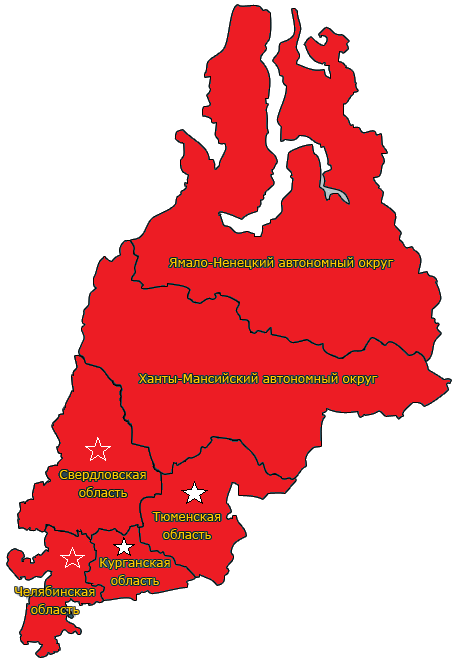 Ямало-Ненецкий автономный округ
Ханты-Мансийский автономный округ
Свердловская
область
Тюменская
область
Курганская
область
Челябинская
область